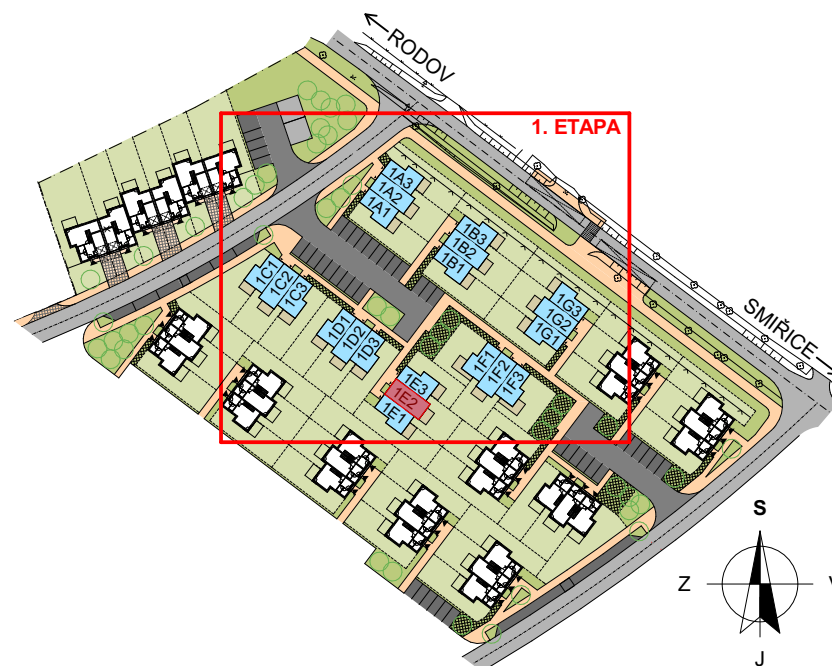 RODOV
1. ETAPA
1A3
1A2
1A1
1B3
1B2
1B1
1C1
1C2
1C3
1G3
1G2
1G1
SMIŘICE
1D1
1D2
1D3
1F1
1F2
1F3
1E3
1E2
1E1
S
Z
V
J